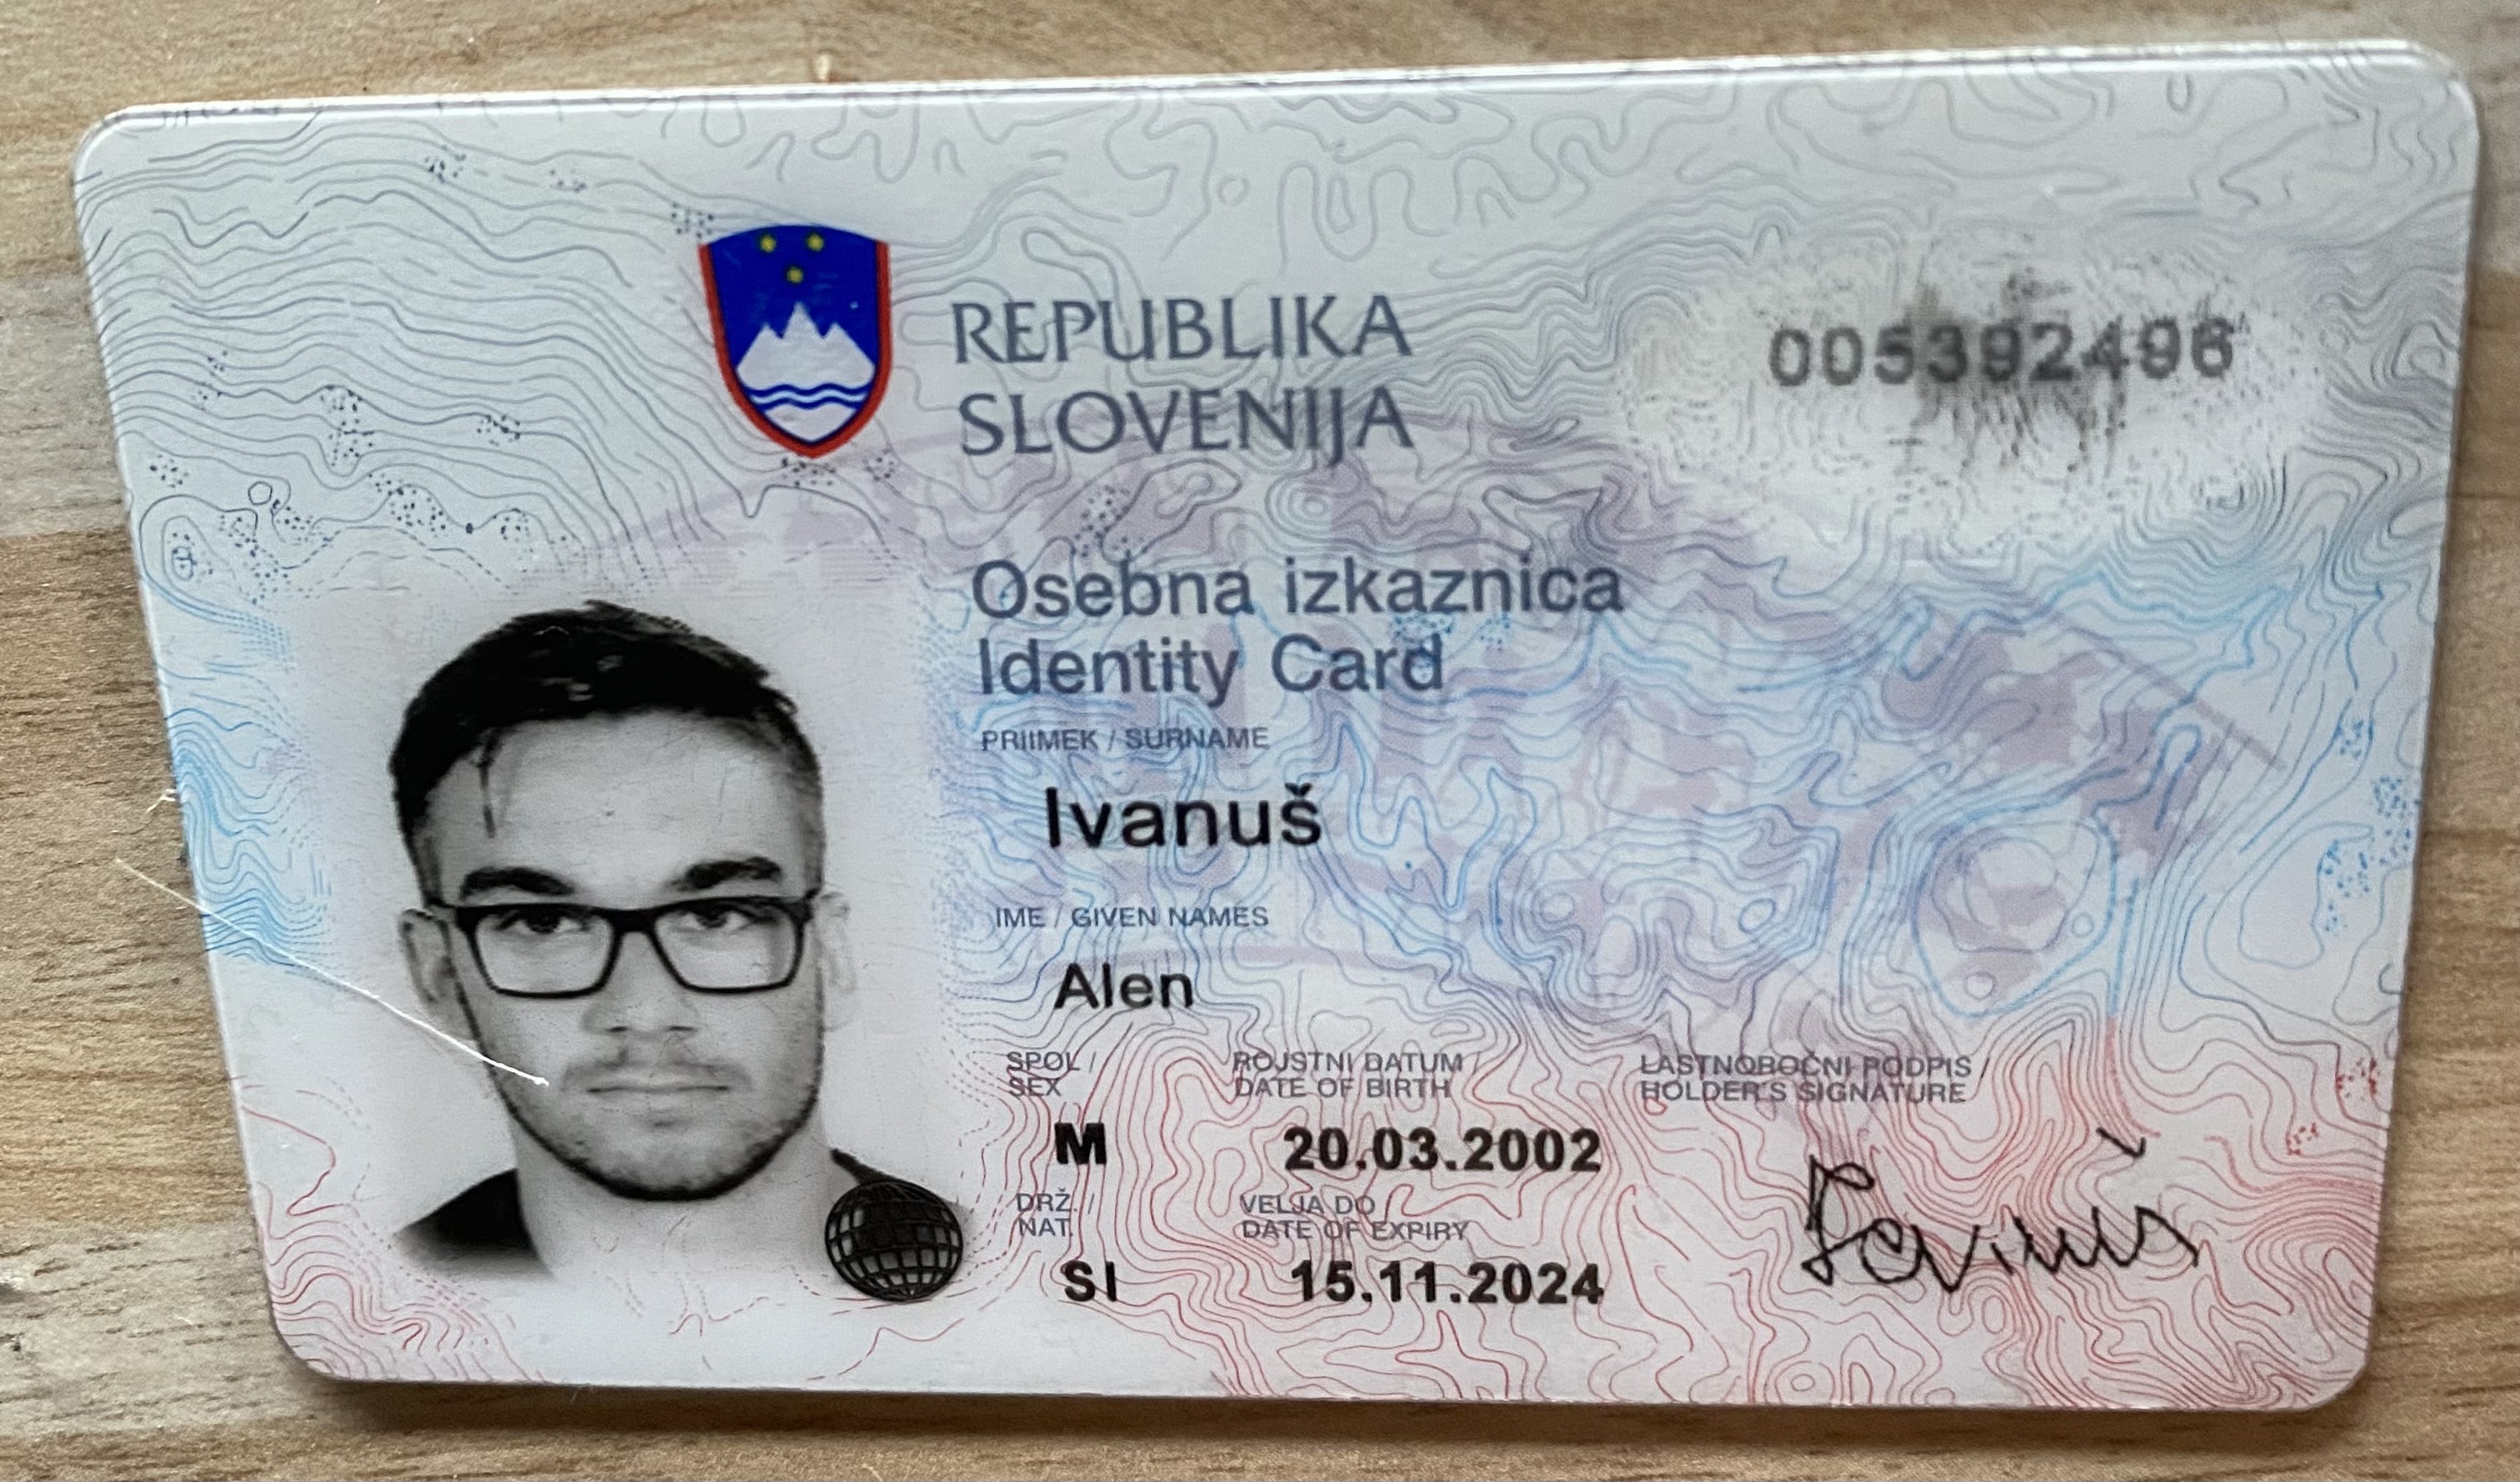 REPUBLIKA
SLOVENIJA
005392496
Osebna izkaznica
Identity Card
PRIIMEK / SURNAME
Ivanuš
IME / GIVEN NAMES
Alen
SPOL / ROJSTNI DATUM / LASTNOROČNI PODPIS /
SEX DATE OF BIRTH HOLDER'S SIGNATURE
M 20.03.2002
DRŽ. / VELJA DO /
NAT. DATE OF EXPIRY
SI 15.11.2024